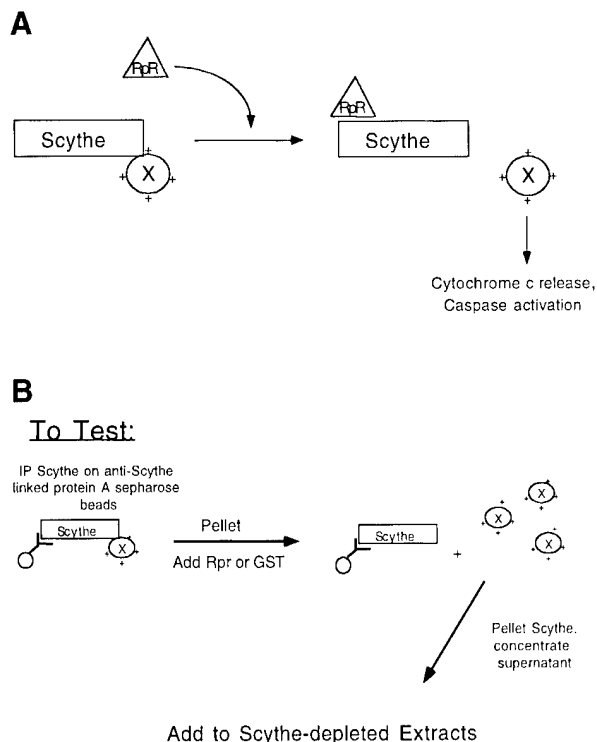 A
RpR
RpR
Scythe
Scythe
X
X
Cytochrome c release,
Caspase activation
B
To Test:
IP Scythe on anti-Scythe
linked protein A sepharose
beads
Scythe
X
Pellet
Add Rpr or GST
Scythe
+
X
X
X
Pellet Scythe.
concentrate
supernatant
Add to Scythe-depleted Extracts